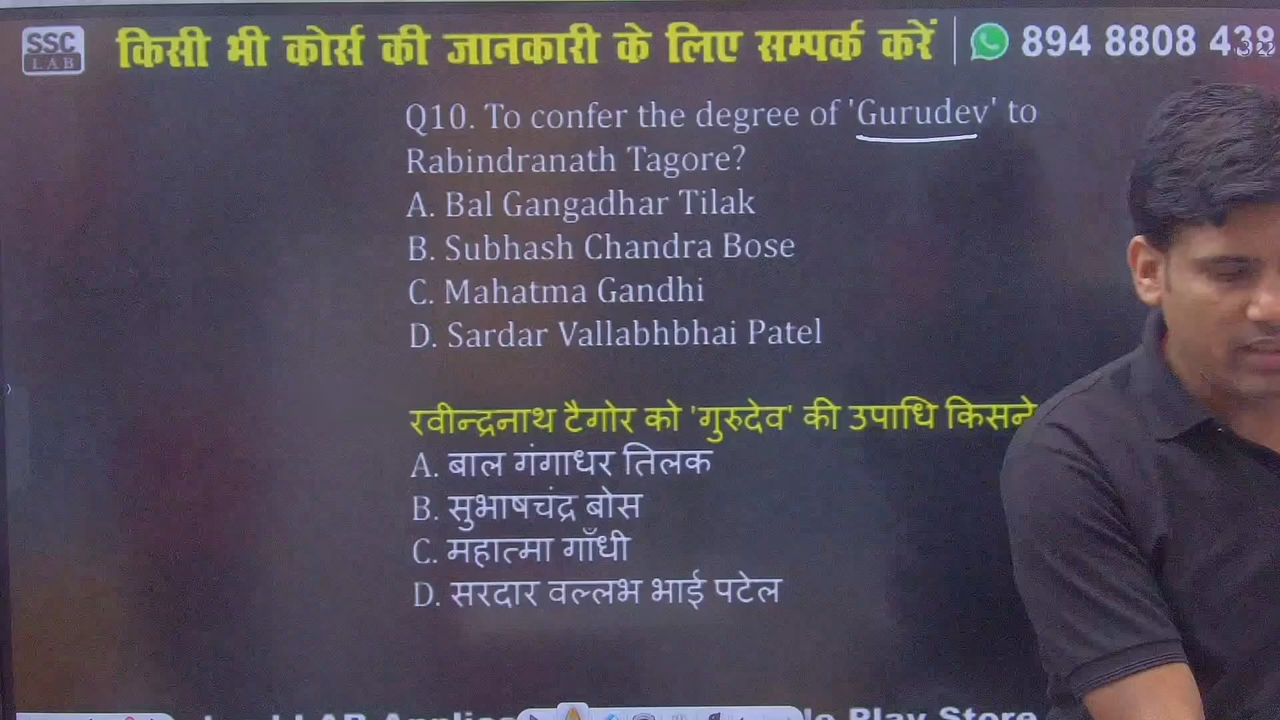 SSC
LAB
किसी भी कोर्स की जानकारी के लिए सम्पर्क करें
894 8808 438
322
Q10. To confer the degree of 'Gurudev' to
Rabindranath Tagore?
A. Bal Gangadhar Tilak
B. Subhash Chandra Bose
C. Mahatma Gandhi
D. Sardar Vallabhbhai Patel
रवीन्द्रनाथ टैगोर को 'गुरुदेव' की उपाधि किसने
A. बाल गंगाधर तिलक
B. सुभाषचंद्र बोस
C. महात्मा गाँधी
D. सरदार वल्लभ भाई पटेल
Play Store